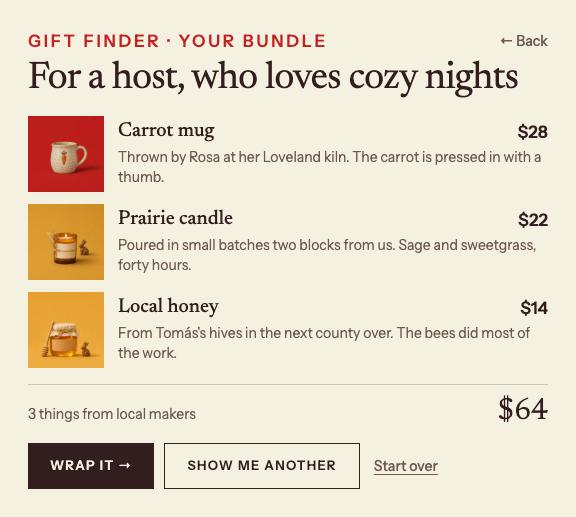 GIFT FINDER · YOUR BUNDLE
← Back
For a host, who loves cozy nights
Carrot mug
$28
Thrown by Rosa at her Loveland kiln. The carrot is pressed in with a
thumb.
Prairie candle
$22
Poured in small batches two blocks from us. Sage and sweetgrass,
forty hours.
Local honey
$14
From Tomás's hives in the next county over. The bees did most of
the work.
3 things from local makers
$64
WRAP IT →
SHOW ME ANOTHER
Start over